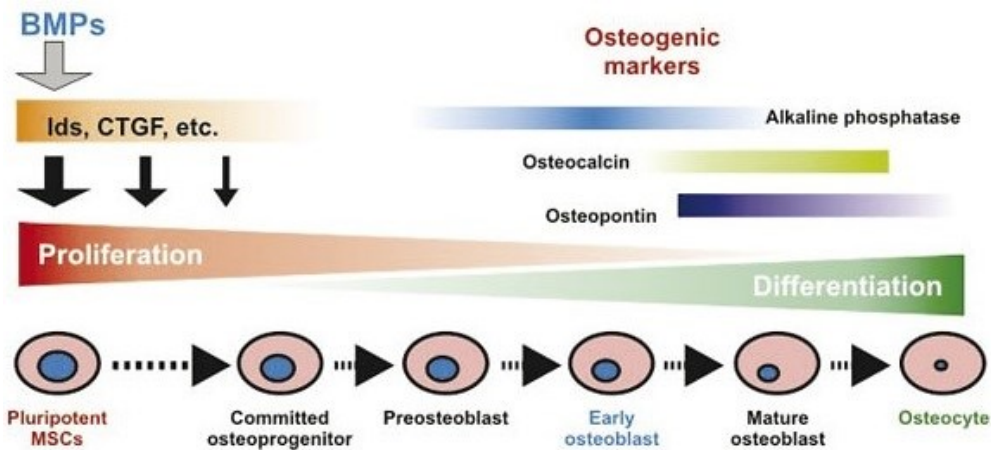 BMPs
Osteogenic
markers
Ids, CTGF, etc.
Alkaline phosphatase
Osteocalcin
Osteopontin
Proliferation
Differentiation
Pluripotent
MSCs
Committed
osteoprogenitor
Preosteoblast
Early
osteoblast
Mature
osteoblast
Osteocyte